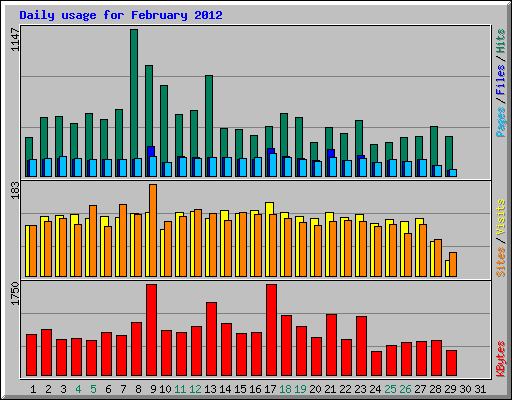 Daily usage for February 2012
1147
Pages / Files / Hits
183
Sites / Visits
1750
KBytes
1 2 3 4 5 6 7 8 9 10 11 12 13 14 15 16 17 18 19 20 21 22 23 24 25 26 27 28 29 30 31